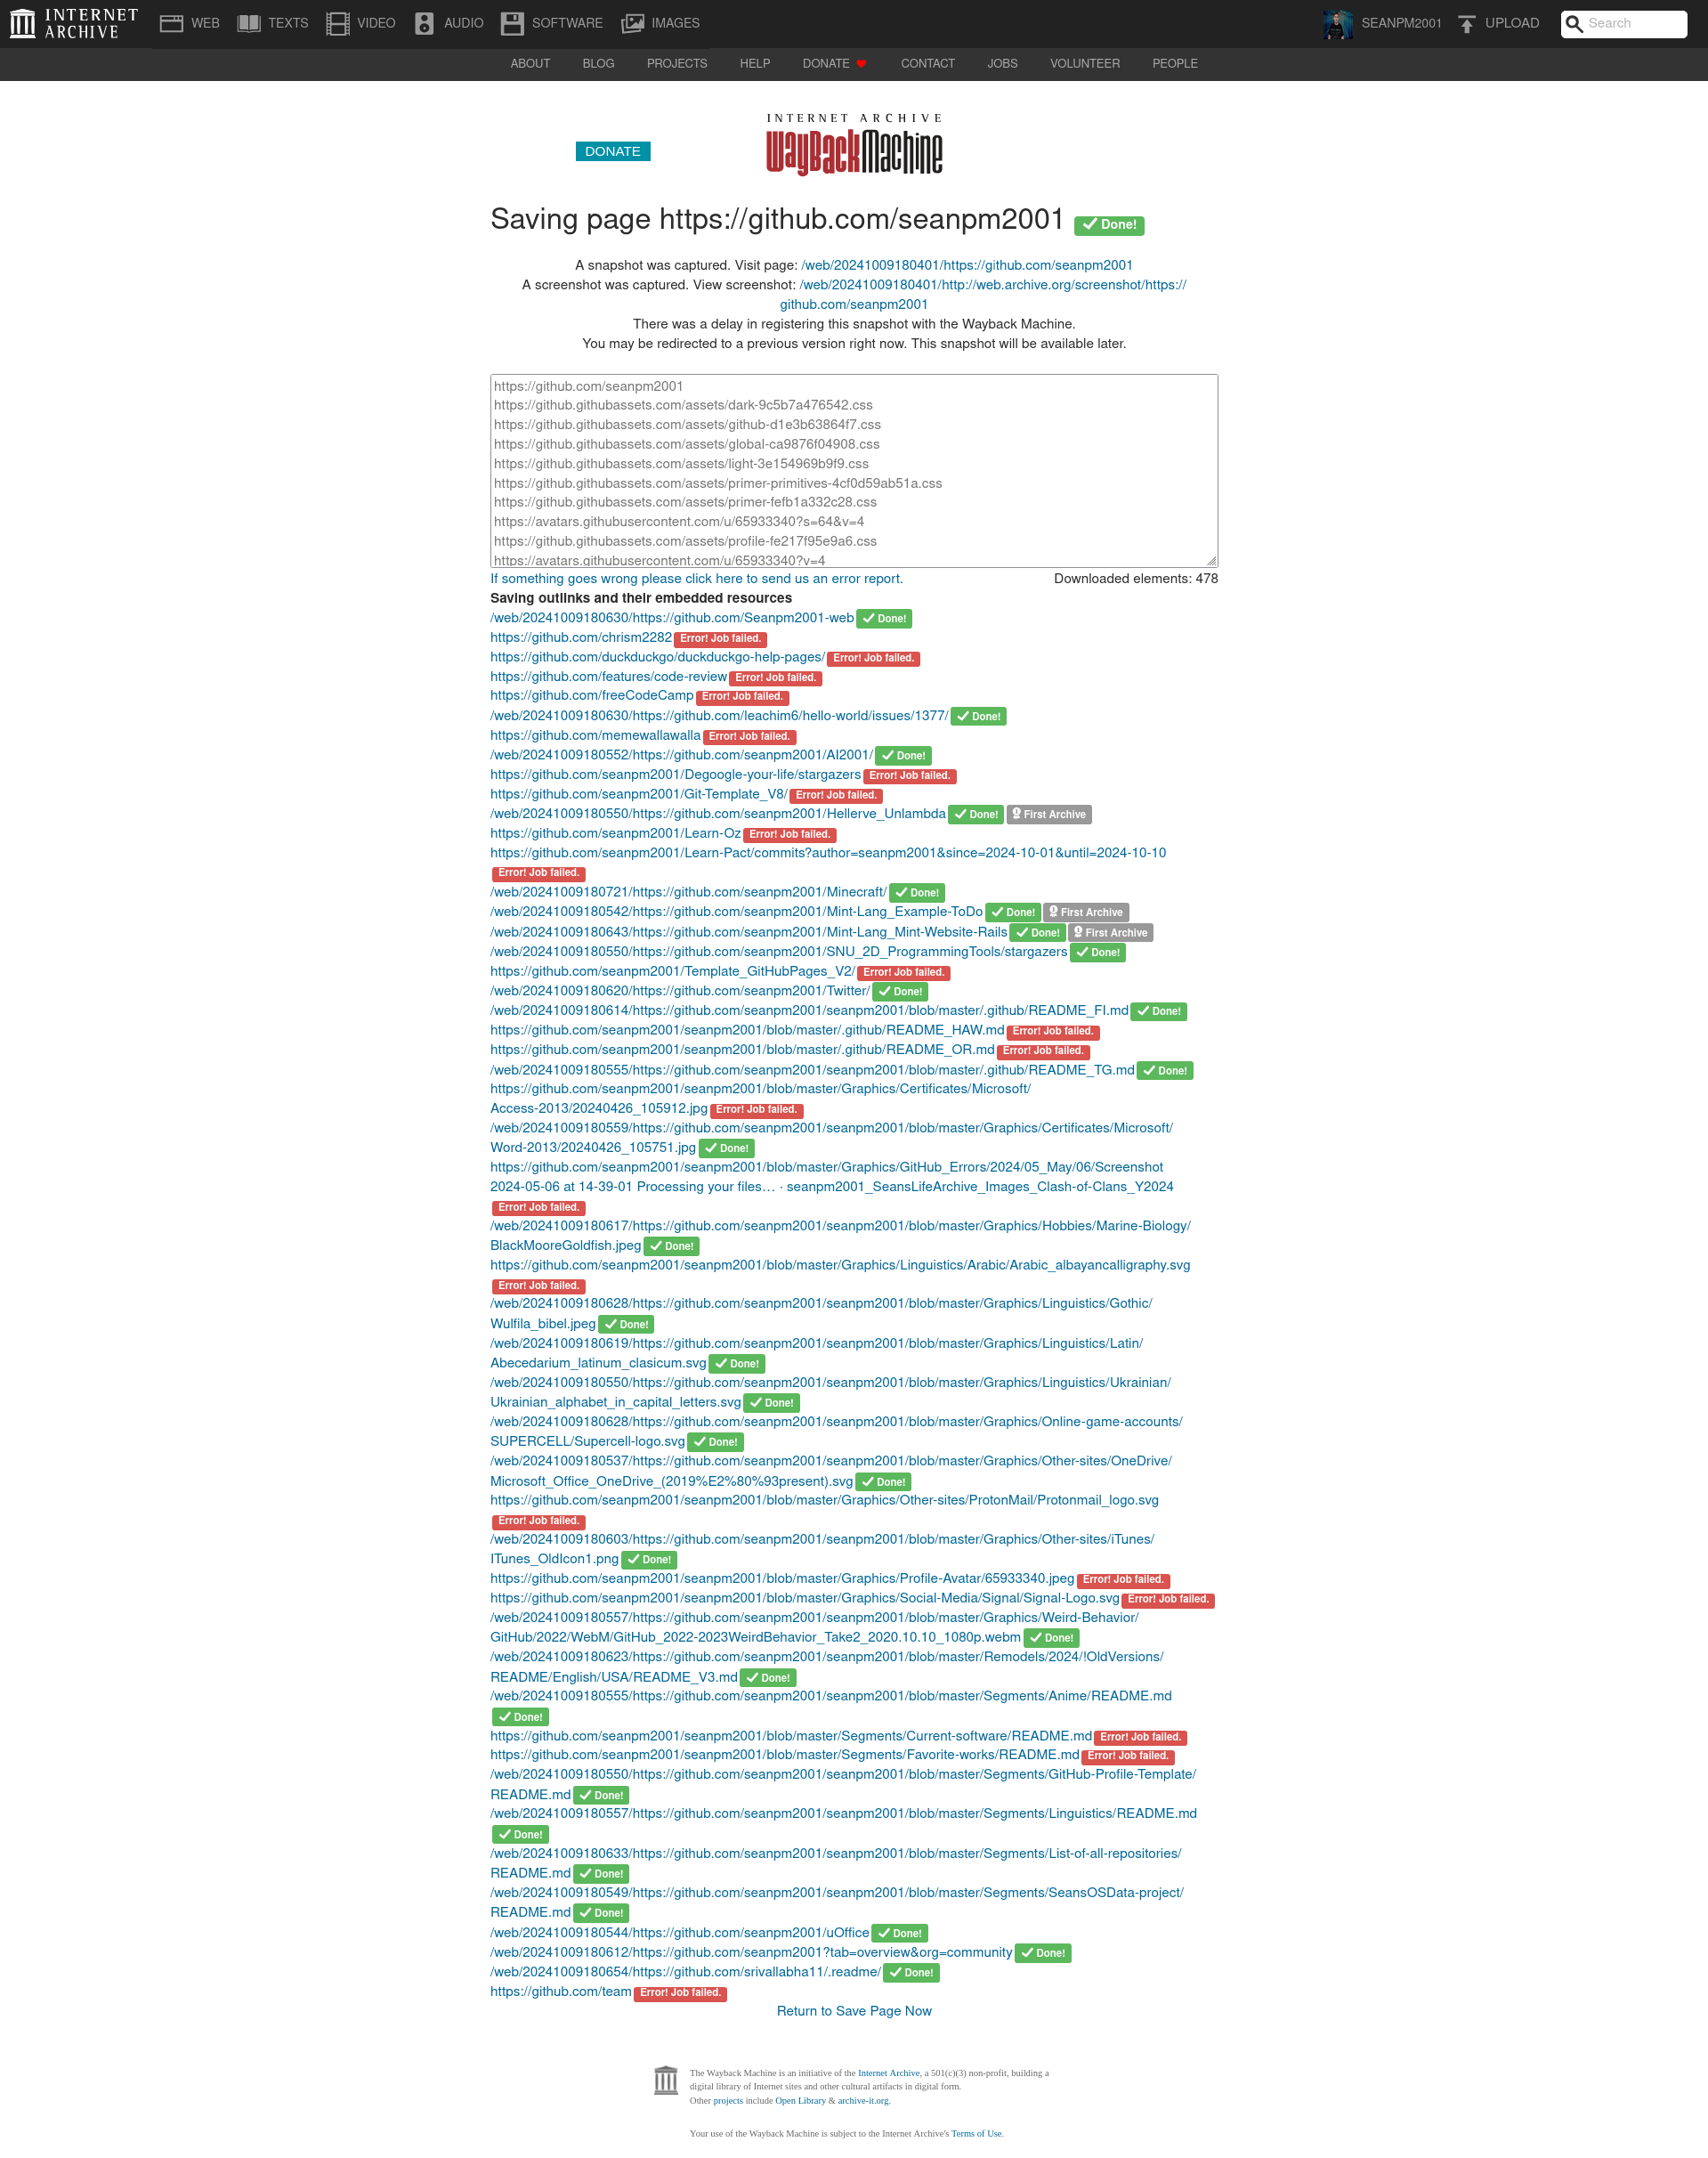 INTERNET ARCHIVE
WEB
TEXTS
VIDEO
AUDIO
SOFTWARE
IMAGES
SEANPM2001
UPLOAD
Search
ABOUT
BLOG
PROJECTS
HELP
DONATE
CONTACT
JOBS
VOLUNTEER
PEOPLE
DONATE
INTERNET ARCHIVE
WayBackMachine
Saving page https://github.com/seanpm2001 Done!
A snapshot was captured. Visit page: /web/20241009180401/https://github.com/seanpm2001
A screenshot was captured. View screenshot: /web/20241009180401/http://web.archive.org/screenshot/https://
github.com/seanpm2001
There was a delay in registering this snapshot with the Wayback Machine.
You may be redirected to a previous version right now. This snapshot will be available later.
https://github.com/seanpm2001
https://github.githubassets.com/assets/dark-9c5b7a476542.css
https://github.githubassets.com/assets/github-d1e3b63864f7.css
https://github.githubassets.com/assets/global-ca9876f04908.css
https://github.githubassets.com/assets/light-3e154969b9f9.css
https://github.githubassets.com/assets/primer-primitives-4cf0d59ab51a.css
https://github.githubassets.com/assets/primer-fefb1a332c28.css
https://avatars.githubusercontent.com/u/65933340?s=64&v=4
https://github.githubassets.com/assets/profile-fe217f95e9a6.css
https://avatars.githubusercontent.com/u/65933340?v=4
If something goes wrong please click here to send us an error report. Downloaded elements: 478
Saving outlinks and their embedded resources
/web/20241009180630/https://github.com/Seanpm2001-web Done!
https://github.com/chrism2282 Error! Job failed.
https://github.com/duckduckgo/duckduckgo-help-pages/ Error! Job failed.
https://github.com/features/code-review Error! Job failed.
https://github.com/freeCodeCamp Error! Job failed.
/web/20241009180630/https://github.com/leachim6/hello-world/issues/1377/ Done!
https://github.com/memewallawalla Error! Job failed.
/web/20241009180552/https://github.com/seanpm2001/AI2001/ Done!
https://github.com/seanpm2001/Degoogle-your-life/stargazers Error! Job failed.
https://github.com/seanpm2001/Git-Template_V8/ Error! Job failed.
/web/20241009180550/https://github.com/seanpm2001/Hellerve_Unlambda Done! First Archive
https://github.com/seanpm2001/Learn-Oz Error! Job failed.
https://github.com/seanpm2001/Learn-Pact/commits?author=seanpm2001&since=2024-10-01&until=2024-10-10
Error! Job failed.
/web/20241009180721/https://github.com/seanpm2001/Minecraft/ Done!
/web/20241009180542/https://github.com/seanpm2001/Mint-Lang_Example-ToDo Done! First Archive
/web/20241009180643/https://github.com/seanpm2001/Mint-Lang_Mint-Website-Rails Done! First Archive
/web/20241009180550/https://github.com/seanpm2001/SNU_2D_ProgrammingTools/stargazers Done!
https://github.com/seanpm2001/Template_GitHubPages_V2/ Error! Job failed.
/web/20241009180620/https://github.com/seanpm2001/Twitter/ Done!
/web/20241009180614/https://github.com/seanpm2001/seanpm2001/blob/master/.github/README_FI.md Done!
https://github.com/seanpm2001/seanpm2001/blob/master/.github/README_HAW.md Error! Job failed.
https://github.com/seanpm2001/seanpm2001/blob/master/.github/README_OR.md Error! Job failed.
/web/20241009180555/https://github.com/seanpm2001/seanpm2001/blob/master/.github/README_TG.md Done!
https://github.com/seanpm2001/seanpm2001/blob/master/Graphics/Certificates/Microsoft/
Access-2013/20240426_105912.jpg Error! Job failed.
/web/20241009180559/https://github.com/seanpm2001/seanpm2001/blob/master/Graphics/Certificates/Microsoft/
Word-2013/20240426_105751.jpg Done!
https://github.com/seanpm2001/seanpm2001/blob/master/Graphics/GitHub_Errors/2024/05_May/06/Screenshot
2024-05-06 at 14-39-01 Processing your files… · seanpm2001_SeansLifeArchive_Images_Clash-of-Clans_Y2024
Error! Job failed.
/web/20241009180617/https://github.com/seanpm2001/seanpm2001/blob/master/Graphics/Hobbies/Marine-Biology/
BlackMooreGoldfish.jpeg Done!
https://github.com/seanpm2001/seanpm2001/blob/master/Graphics/Linguistics/Arabic/Arabic_albayancalligraphy.svg
Error! Job failed.
/web/20241009180628/https://github.com/seanpm2001/seanpm2001/blob/master/Graphics/Linguistics/Gothic/
Wulfila_bibel.jpeg Done!
/web/20241009180619/https://github.com/seanpm2001/seanpm2001/blob/master/Graphics/Linguistics/Latin/
Abecedarium_latinum_clasicum.svg Done!
/web/20241009180550/https://github.com/seanpm2001/seanpm2001/blob/master/Graphics/Linguistics/Ukrainian/
Ukrainian_alphabet_in_capital_letters.svg Done!
/web/20241009180628/https://github.com/seanpm2001/seanpm2001/blob/master/Graphics/Online-game-accounts/
SUPERCELL/Supercell-logo.svg Done!
/web/20241009180537/https://github.com/seanpm2001/seanpm2001/blob/master/Graphics/Other-sites/OneDrive/
Microsoft_Office_OneDrive_(2019%E2%80%93present).svg Done!
https://github.com/seanpm2001/seanpm2001/blob/master/Graphics/Other-sites/ProtonMail/Protonmail_logo.svg
Error! Job failed.
/web/20241009180603/https://github.com/seanpm2001/seanpm2001/blob/master/Graphics/Other-sites/iTunes/
ITunes_OldIcon1.png Done!
https://github.com/seanpm2001/seanpm2001/blob/master/Graphics/Profile-Avatar/65933340.jpeg Error! Job failed.
https://github.com/seanpm2001/seanpm2001/blob/master/Graphics/Social-Media/Signal/Signal-Logo.svg Error! Job failed.
/web/20241009180557/https://github.com/seanpm2001/seanpm2001/blob/master/Graphics/Weird-Behavior/
GitHub/2022/WebM/GitHub_2022-2023WeirdBehavior_Take2_2020.10.10_1080p.webm Done!
/web/20241009180623/https://github.com/seanpm2001/seanpm2001/blob/master/Remodels/2024/!OldVersions/
README/English/USA/README_V3.md Done!
/web/20241009180555/https://github.com/seanpm2001/seanpm2001/blob/master/Segments/Anime/README.md
Done!
https://github.com/seanpm2001/seanpm2001/blob/master/Segments/Current-software/README.md Error! Job failed.
https://github.com/seanpm2001/seanpm2001/blob/master/Segments/Favorite-works/README.md Error! Job failed.
/web/20241009180550/https://github.com/seanpm2001/seanpm2001/blob/master/Segments/GitHub-Profile-Template/
README.md Done!
/web/20241009180557/https://github.com/seanpm2001/seanpm2001/blob/master/Segments/Linguistics/README.md
Done!
/web/20241009180633/https://github.com/seanpm2001/seanpm2001/blob/master/Segments/List-of-all-repositories/
README.md Done!
/web/20241009180549/https://github.com/seanpm2001/seanpm2001/blob/master/Segments/SeansOSData-project/
README.md Done!
/web/20241009180544/https://github.com/seanpm2001/uOffice Done!
/web/20241009180612/https://github.com/seanpm2001?tab=overview&org=community Done!
/web/20241009180654/https://github.com/srivallabha11/.readme/ Done!
https://github.com/team Error! Job failed.
Return to Save Page Now
The Wayback Machine is an initiative of the Internet Archive, a 501(c)(3) non-profit, building a
digital library of Internet sites and other cultural artifacts in digital form.
Other projects include Open Library & archive-it.org.
Your use of the Wayback Machine is subject to the Internet Archive's Terms of Use.